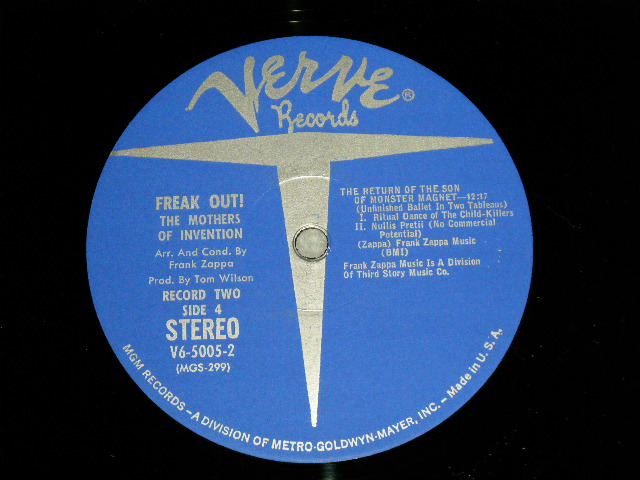 Verve®
Records
FREAK OUT!
THE MOTHERS
OF INVENTION
Arr. And Cond. By
Frank Zappa
Prod. By Tom Wilson
RECORD TWO
SIDE 4
STEREO
V6-5005-2
(MGS-299)
THE RETURN OF THE SON
OF MONSTER MAGNET—12:17
(Unfinished Ballet In Two Tableaus)
I. Ritual Dance of The Child-Killers
II. Nullis Pretii (No Commercial
Potential)
(Zappa) Frank Zappa Music
(BMI)
Frank Zappa Music Is A Division
Of Third Story Music Co.
MGM RECORDS—A DIVISION OF METRO-GOLDWYN-MAYER, INC.—Made in U.S.A.